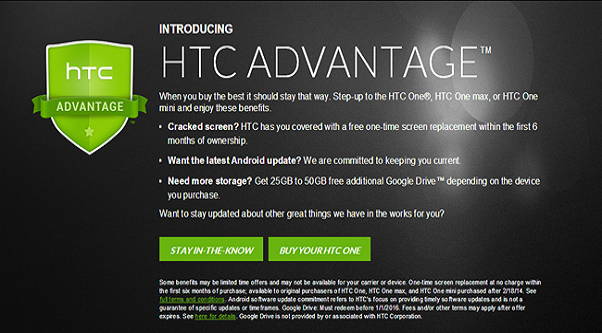 INTRODUCING
HTC ADVANTAGE™
hTC
ADVANTAGE
When you buy the best it should stay that way. Step-up to the HTC One®, HTC One max, or HTC One
mini and enjoy these benefits.
• Cracked screen? HTC has you covered with a free one-time screen replacement within the first 6
months of ownership.
• Want the latest Android update? We are committed to keeping you current.
• Need more storage? Get 25GB to 50GB free additional Google Drive™ depending on the device
you purchase.
Want to stay updated about other great things we have in the works for you?
STAY IN-THE-KNOW
BUY YOUR HTC ONE
Some benefits may be limited time offers and may not be available for your carrier or device. One-time screen replacement at no charge within
the first six months of purchase; available to original purchasers of HTC One, HTC One max, and HTC One mini purchased after 2/18/14. See
full terms and conditions. Android software update commitment refers to HTC's focus on providing timely software updates and is not a
guarantee of specific updates or timeframes. Google Drive: Must redeem before 1/1/2016. Fees and/or other terms may apply after offer
expires. See here for details. Google Drive is not provided by or associated with HTC Corporation.